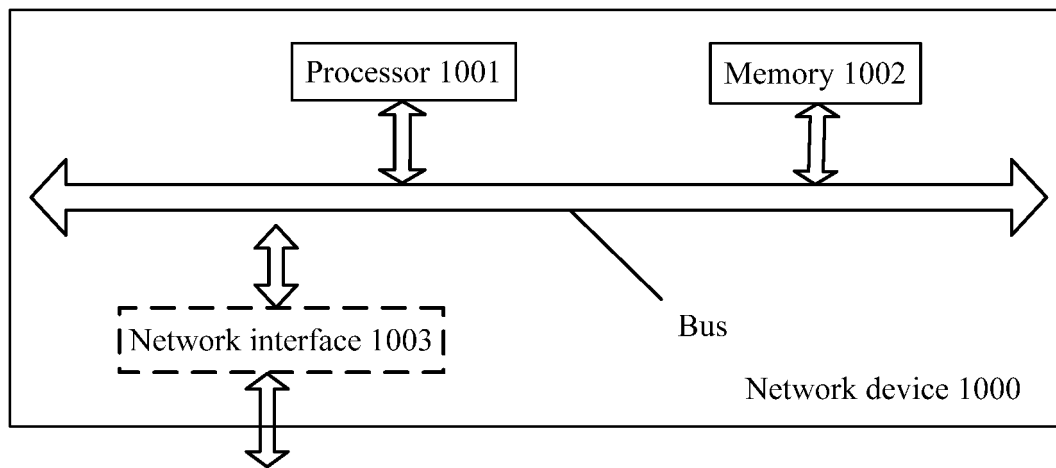 Processor 1001
Memory 1002
Network interface 1003
Bus
Network device 1000